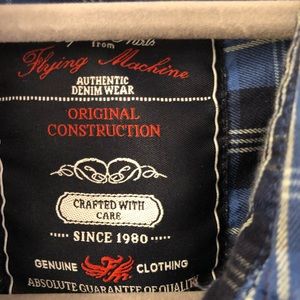 from
Flying Machine
AUTHENTIC
DENIM WEAR
ORIGINAL
CONSTRUCTION
CRAFTED WITH
CARE
SINCE 1980
GENUINE CLOTHING
ABSOLUTE GUARANTEE OF QUALITY